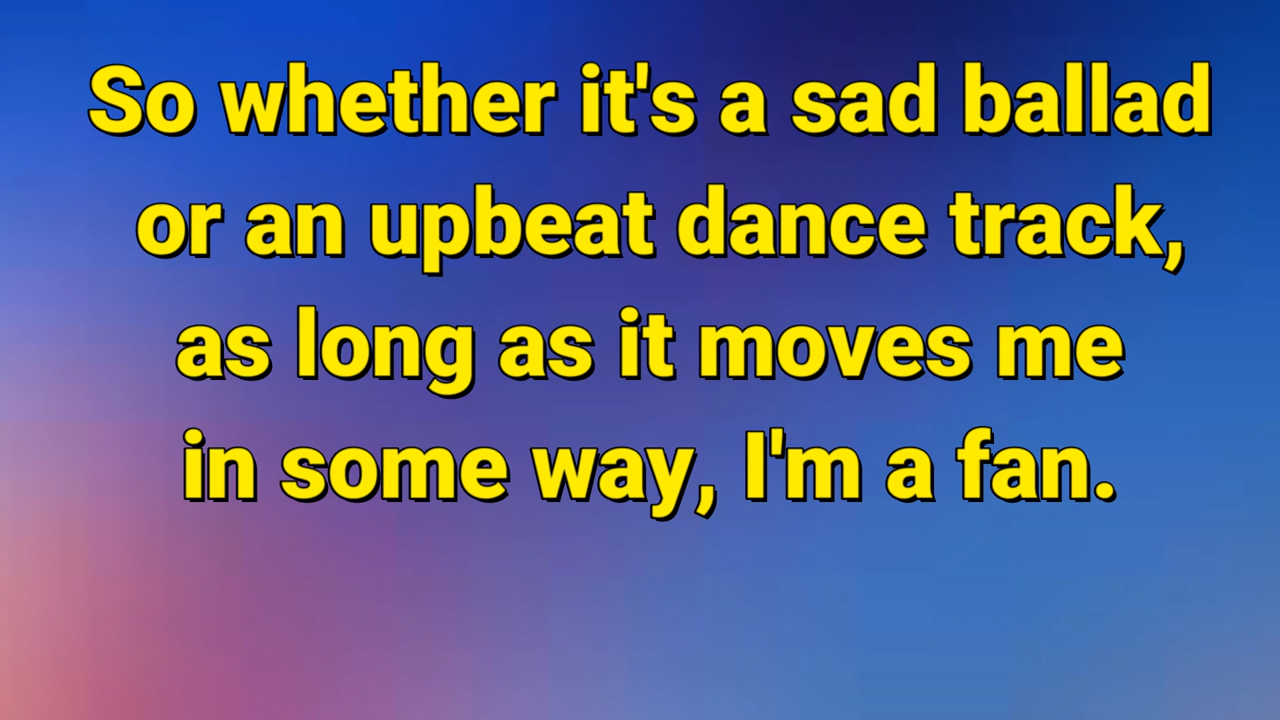 So whether it's a sad ballad
or an upbeat dance track,
as long as it moves me
in some way, I'm a fan.